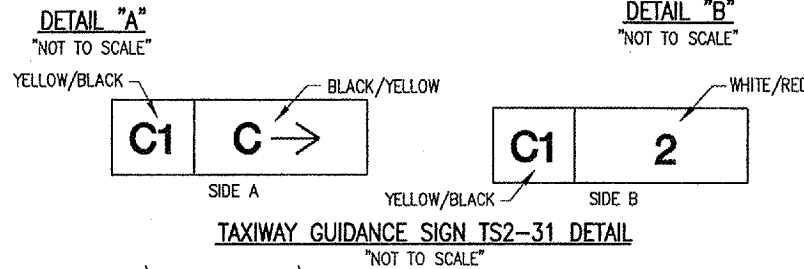 DETAIL "A"
"NOT TO SCALE"
DETAIL "B"
"NOT TO SCALE"
YELLOW/BLACK
BLACK/YELLOW
WHITE/RED
C1 C →
C1 2
SIDE A
YELLOW/BLACK
SIDE B
TAXIWAY GUIDANCE SIGN TS2-31 DETAIL
"NOT TO SCALE"